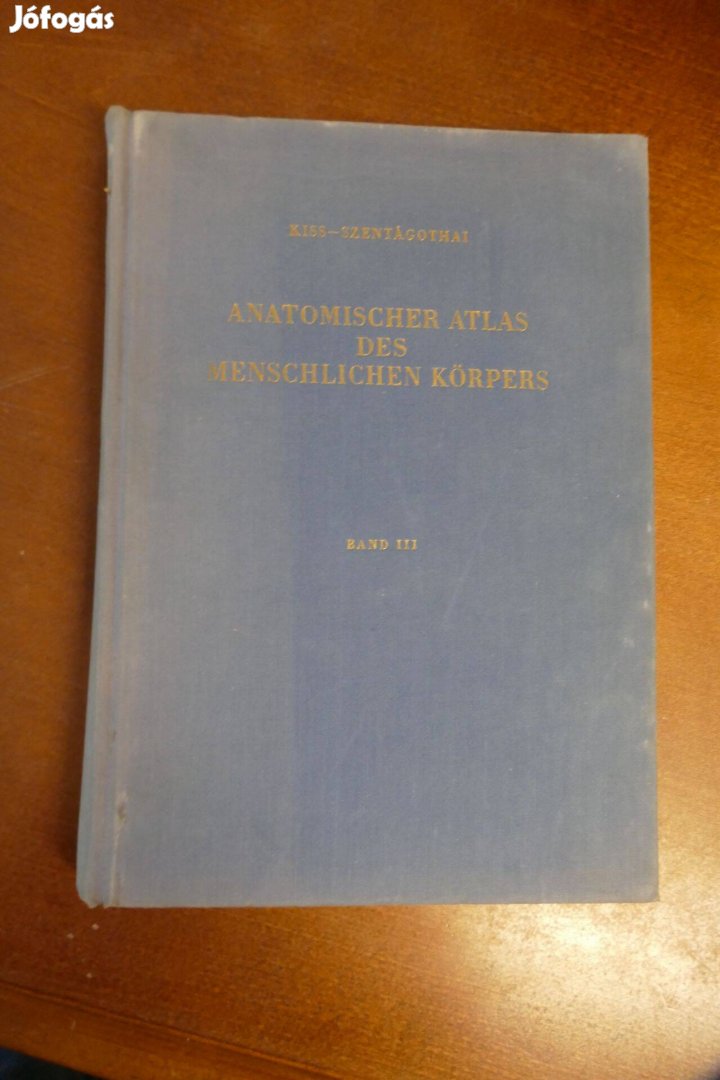 Jófogás
KISS–SZENTÁGOTHAI
ANATOMISCHER ATLAS
DES
MENSCHLICHEN KÖRPERS
BAND III